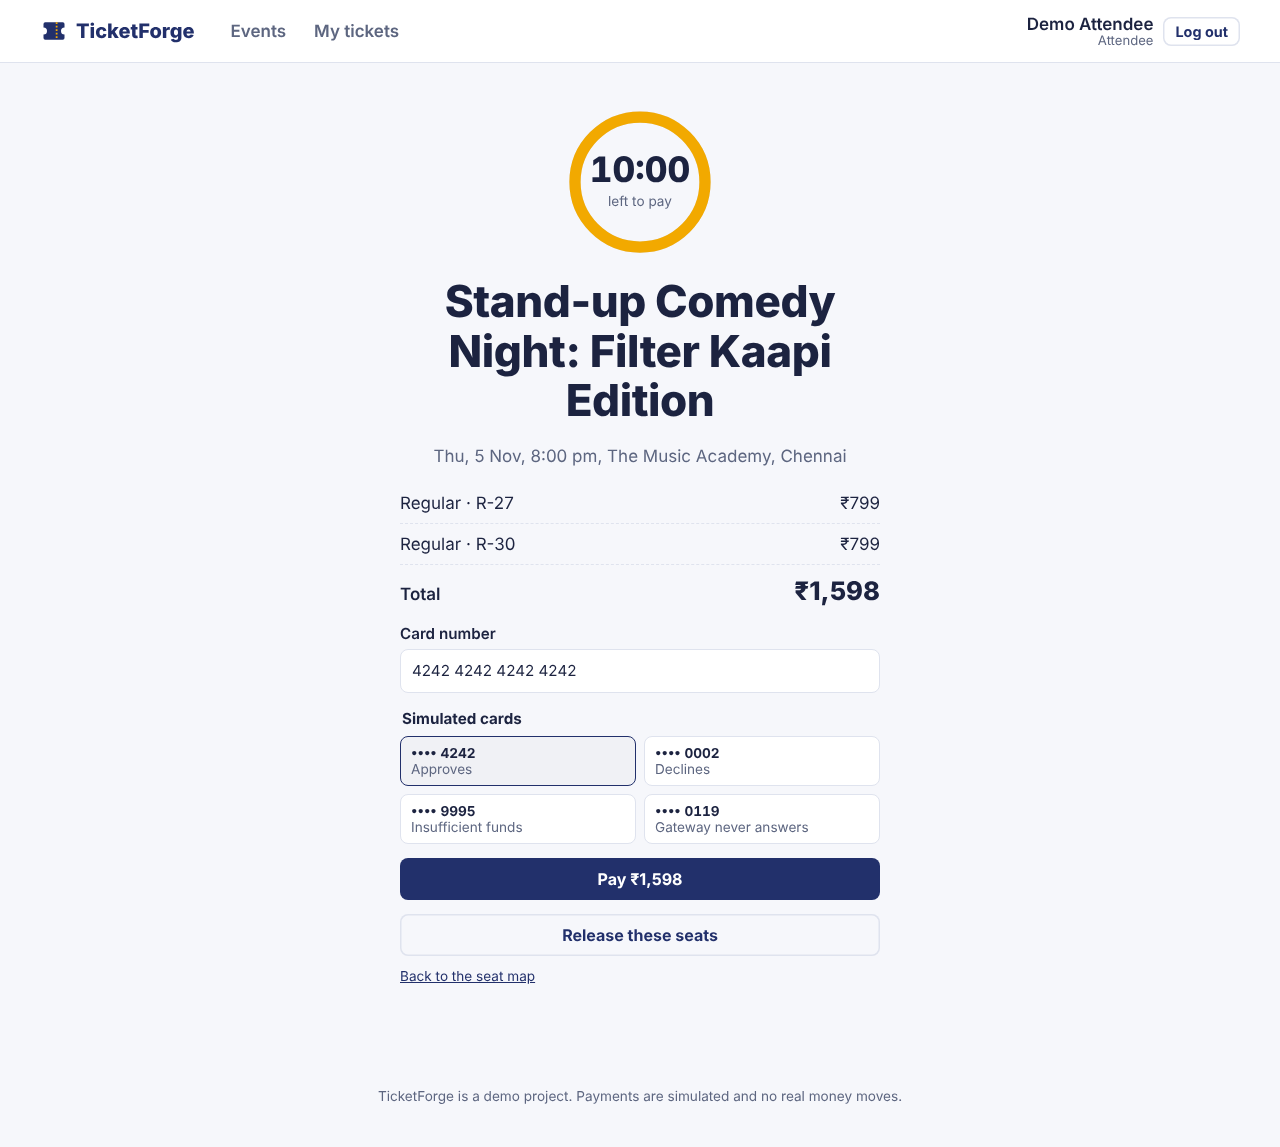 TicketForge
Events
My tickets
Demo Attendee
Attendee
Log out
10:00
left to pay
Stand-up Comedy
Night: Filter Kaapi
Edition
Thu, 5 Nov, 8:00 pm, The Music Academy, Chennai
Regular · R-27 ₹799
Regular · R-30 ₹799
Total ₹1,598
Card number
4242 4242 4242 4242
Simulated cards
•••• 4242
Approves
•••• 0002
Declines
•••• 9995
Insufficient funds
•••• 0119
Gateway never answers
Pay ₹1,598
Release these seats
Back to the seat map
TicketForge is a demo project. Payments are simulated and no real money moves.